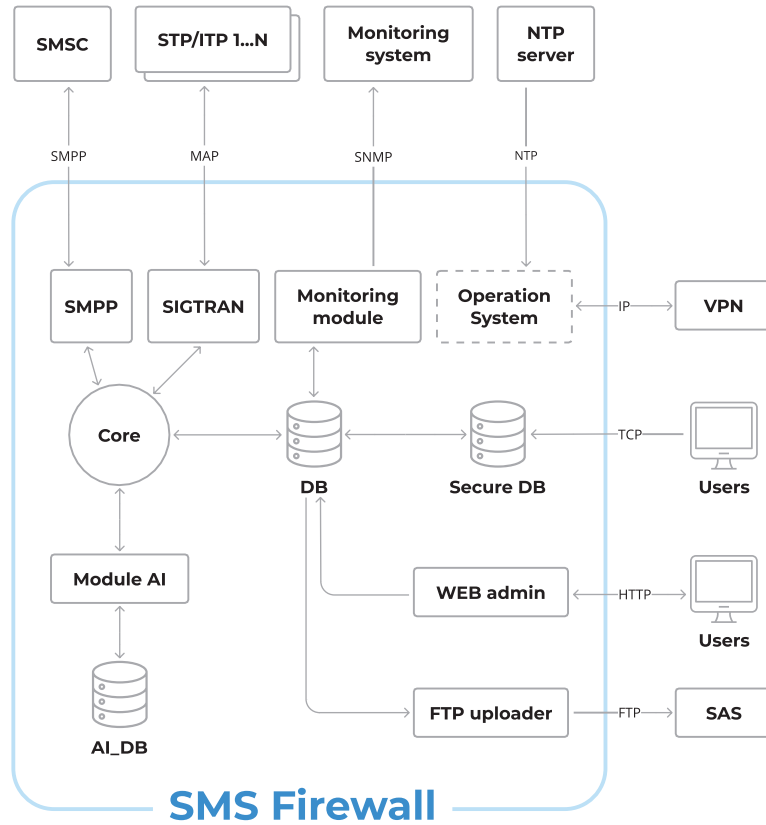 SMSC
STP/ITP 1...N
Monitoring
system
NTP
server
SMPP
MAP
SNMP
NTP
SMPP
SIGTRAN
Monitoring
module
Operation
System
IP
VPN
Core
DB
Secure DB
TCP
Users
Module AI
WEB admin
HTTP
Users
AI_DB
FTP uploader
FTP
SAS
SMS Firewall